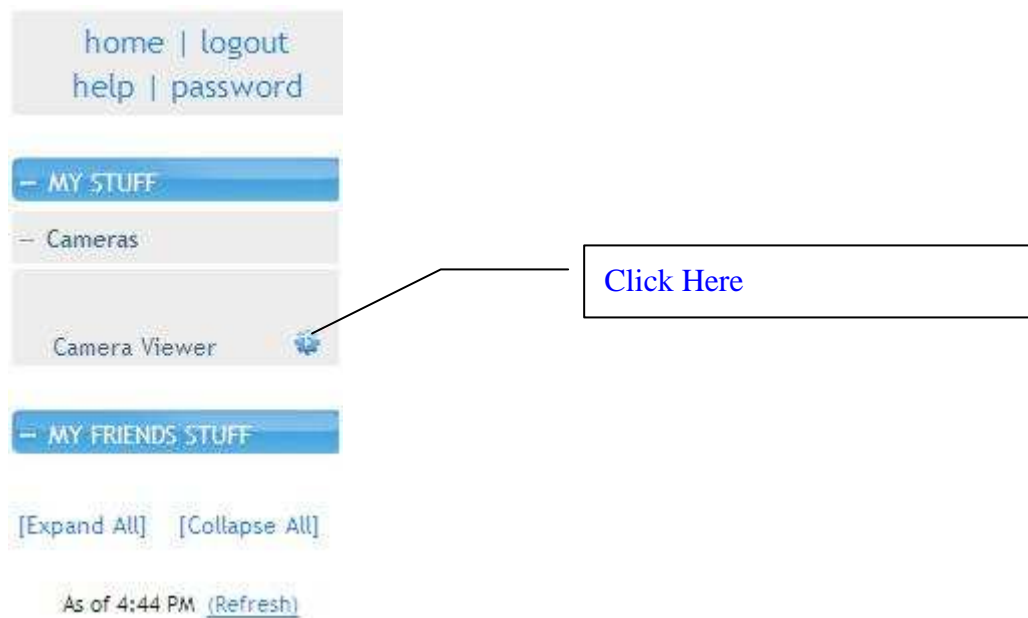 home | logout
help | password
– MY STUFF
– Cameras
Click Here
Camera Viewer
– MY FRIENDS STUFF
[Expand All] [Collapse All]
As of 4:44 PM (Refresh)